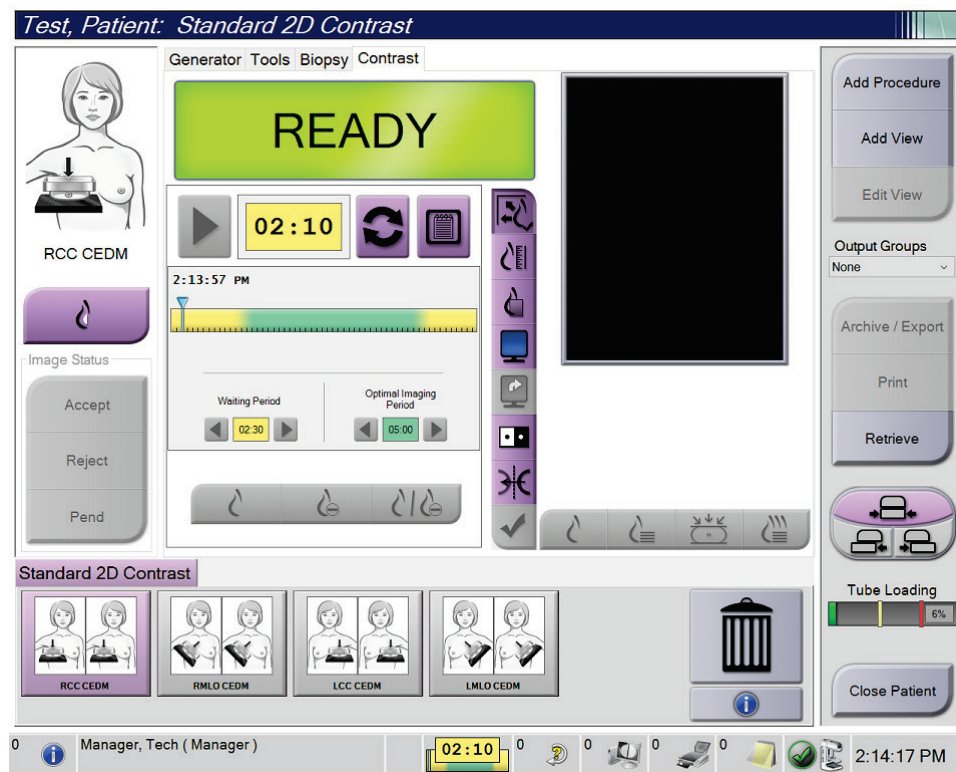 Test, Patient: Standard 2D Contrast
Generator Tools Biopsy Contrast
READY
RCC CEDM
02:10
2:13:57 PM
Waiting Period
Optimal Imaging
Period
02:30
05:00
Image Status
Accept
Reject
Pend
Add Procedure
Add View
Edit View
Output Groups
None
Archive / Export
Print
Retrieve
Tube Loading
6%
Close Patient
Standard 2D Contrast
RCC CEDM
RMLO CEDM
LCC CEDM
LMLO CEDM
0
Manager, Tech ( Manager )
02:10
0
0
0
0
2:14:17 PM